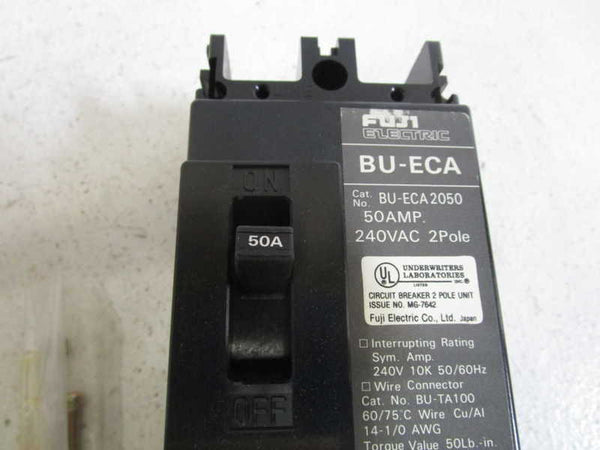 ON
50A
OFF
FUJI
ELECTRIC
BU-ECA
Cat. No. BU-ECA2050
50AMP.
240VAC 2Pole
UL
UNDERWRITERS
LABORATORIES
LISTED INC.®
CIRCUIT BREAKER 2 POLE UNIT
ISSUE NO. MG-7642
Fuji Electric Co., Ltd. Japan
□ Interrupting Rating
Sym. Amp.
240V 10K 50/60Hz
□ Wire Connector
Cat. No. BU-TA100
60/75°C Wire Cu/Al
14-1/0 AWG
Torque Value 50Lb.-in.